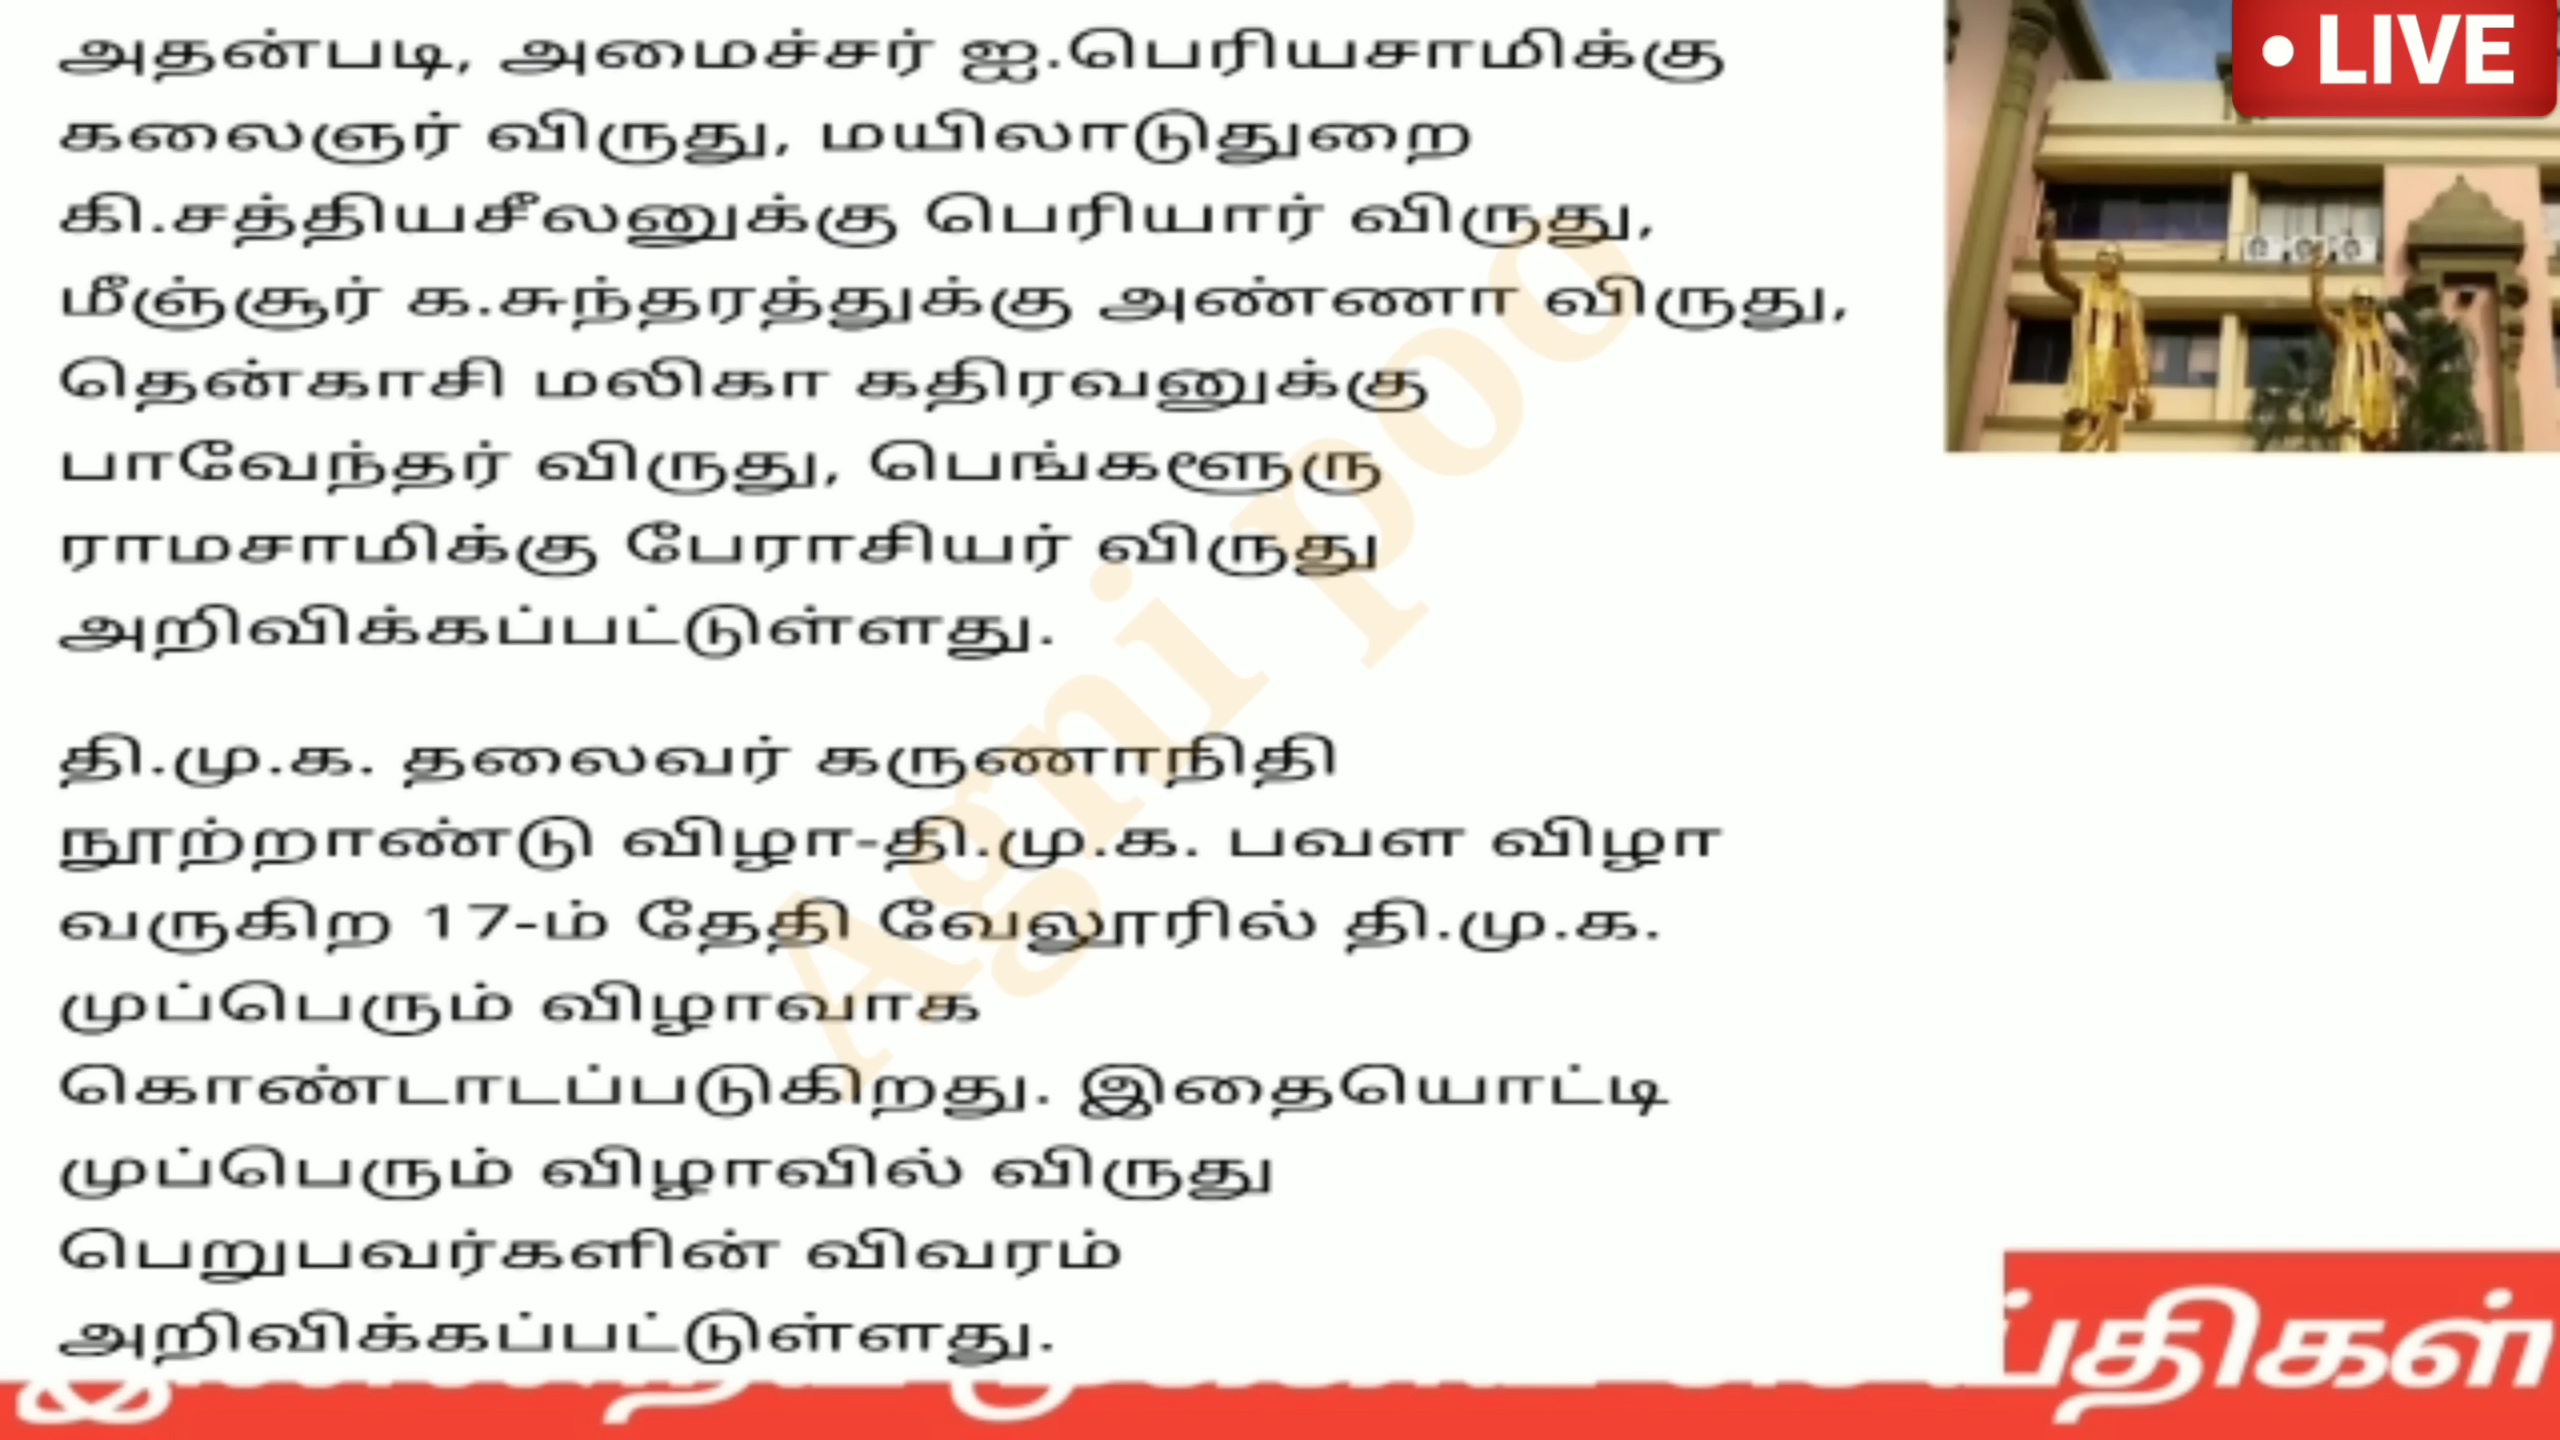 அதன்படி, அமைச்சர் ஐ.பெரியசாமிக்கு
கலைஞர் விருது, மயிலாடுதுறை
கி.சத்தியசீலனுக்கு பெரியார் விருது,
மீஞ்சூர் க.சுந்தரத்துக்கு அண்ணா விருது,
தென்காசி மலிகா கதிரவனுக்கு
பாவேந்தர் விருது, பெங்களூரு
ராமசாமிக்கு பேராசியர் விருது
அறிவிக்கப்பட்டுள்ளது.
தி.மு.க. தலைவர் கருணாநிதி
நூற்றாண்டு விழா-தி.மு.க. பவள விழா
வருகிற 17-ம் தேதி வேலூரில் தி.மு.க.
முப்பெரும் விழாவாக
கொண்டாடப்படுகிறது. இதையொட்டி
முப்பெரும் விழாவில் விருது
பெறுபவர்களின் விவரம்
அறிவிக்கப்பட்டுள்ளது.
• LIVE
Agni poo